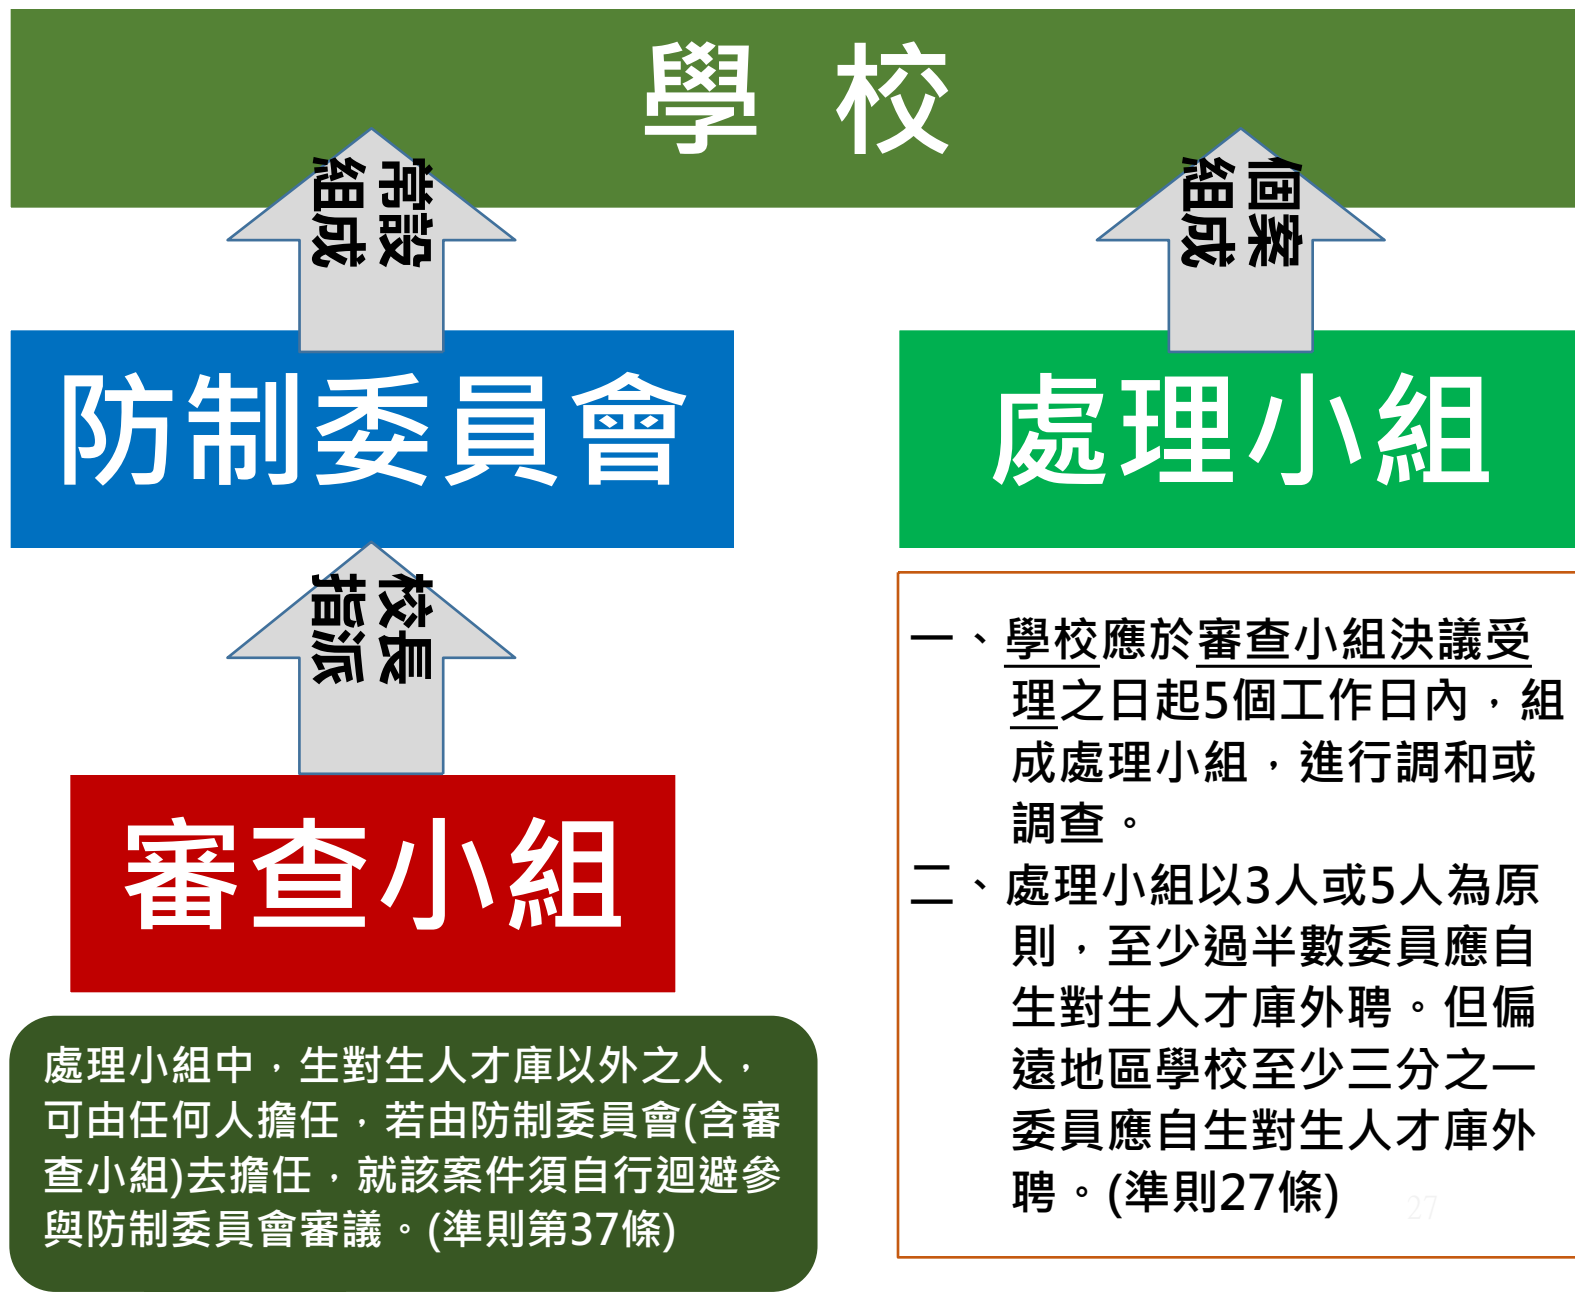 學 校
常設
組成
個案
組成
防制委員會
處理小組
校長
指派
審查小組
處理小組中，生對生人才庫以外之人，
可由任何人擔任，若由防制委員會(含審
查小組)去擔任，就該案件須自行迴避參
與防制委員會審議。(準則第37條)
一、學校應於審查小組決議受
理之日起5個工作日內，組
成處理小組，進行調和或
調查。
二、處理小組以3人或5人為原
則，至少過半數委員應自
生對生人才庫外聘。但偏
遠地區學校至少三分之一
委員應自生對生人才庫外
聘。(準則27條)
27